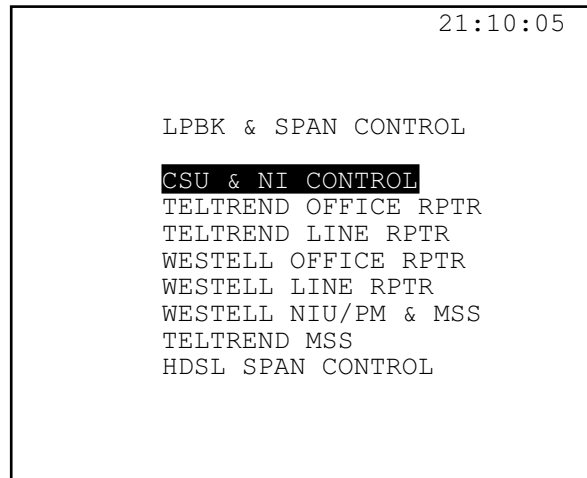 21:10:05
LPBK & SPAN CONTROL
CSU & NI CONTROL
TELTREND OFFICE RPTR
TELTREND LINE RPTR
WESTELL OFFICE RPTR
WESTELL LINE RPTR
WESTELL NIU/PM & MSS
TELTREND MSS
HDSL SPAN CONTROL